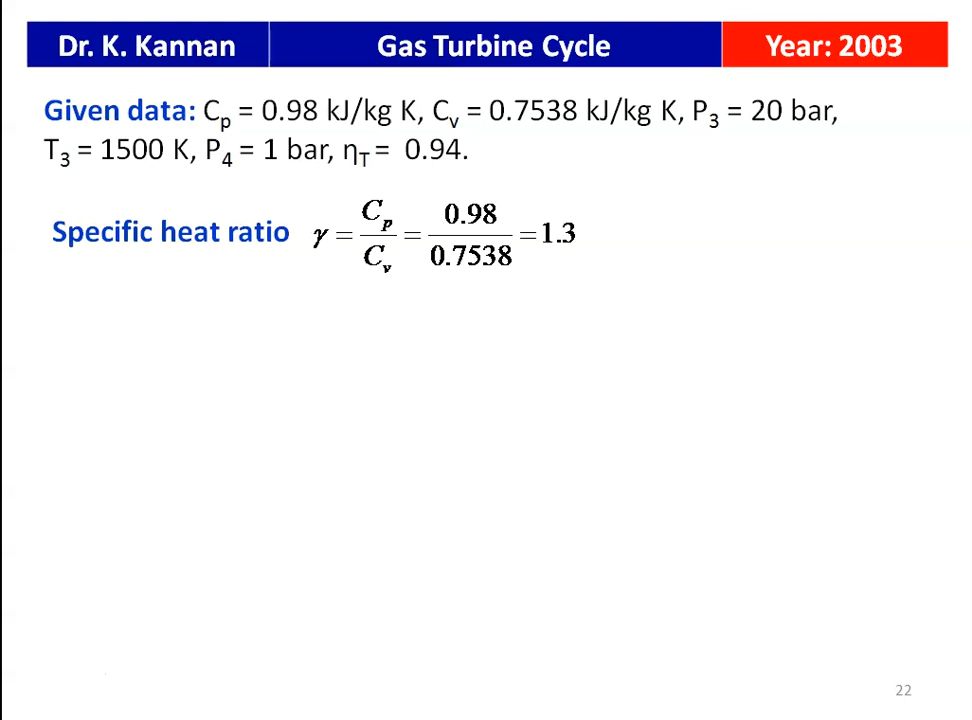 Dr. K. Kannan Gas Turbine Cycle Year: 2003
Given data: Cp = 0.98 kJ/kg K, Cv = 0.7538 kJ/kg K, P3 = 20 bar,
T3 = 1500 K, P4 = 1 bar, ηT = 0.94.
Specific heat ratio γ = Cp/Cv = 0.98/0.7538 = 1.3
22